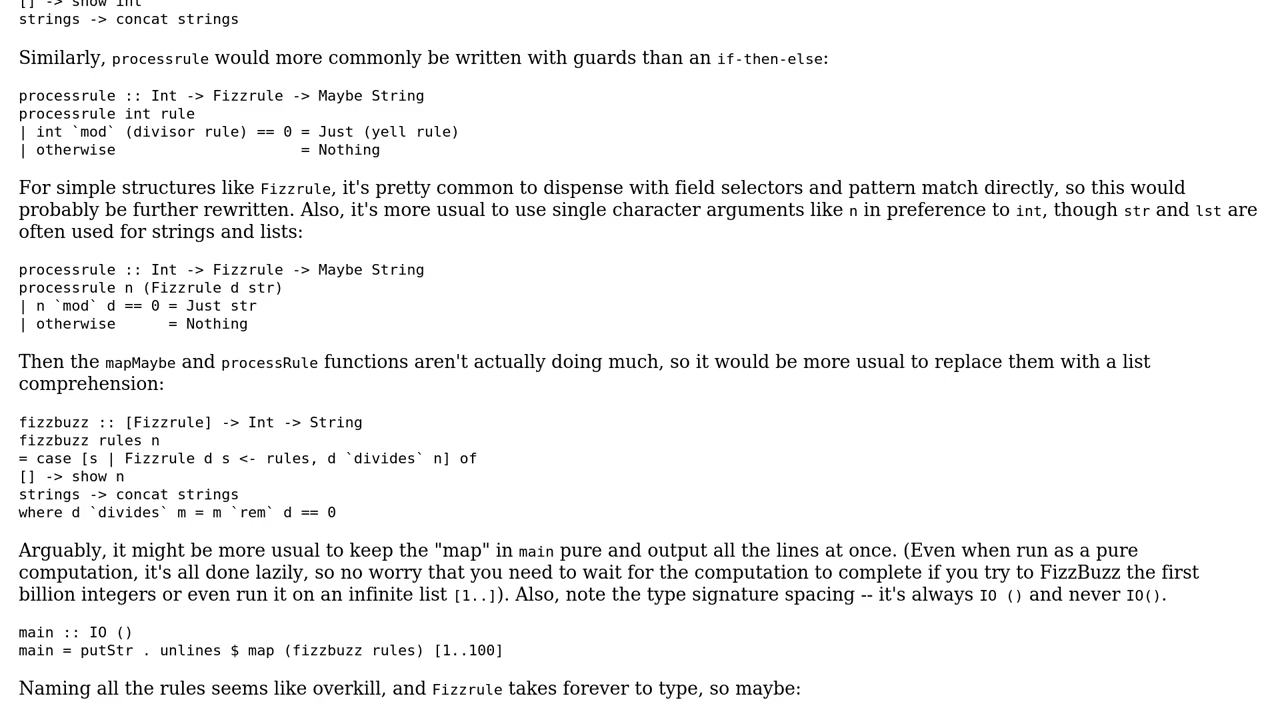 [] -> show int
strings -> concat strings
Similarly, processrule would more commonly be written with guards than an if-then-else:
processrule :: Int -> Fizzrule -> Maybe String
processrule int rule
| int `mod` (divisor rule) == 0 = Just (yell rule)
| otherwise                     = Nothing
For simple structures like Fizzrule, it's pretty common to dispense with field selectors and pattern match directly, so this would
probably be further rewritten. Also, it's more usual to use single character arguments like n in preference to int, though str and lst are
often used for strings and lists:
processrule :: Int -> Fizzrule -> Maybe String
processrule n (Fizzrule d str)
| n `mod` d == 0 = Just str
| otherwise      = Nothing
Then the mapMaybe and processRule functions aren't actually doing much, so it would be more usual to replace them with a list
comprehension:
fizzbuzz :: [Fizzrule] -> Int -> String
fizzbuzz rules n
= case [s | Fizzrule d s <- rules, d `divides` n] of
[] -> show n
strings -> concat strings
where d `divides` m = m `rem` d == 0
Arguably, it might be more usual to keep the "map" in main pure and output all the lines at once. (Even when run as a pure
computation, it's all done lazily, so no worry that you need to wait for the computation to complete if you try to FizzBuzz the first
billion integers or even run it on an infinite list [1..]). Also, note the type signature spacing -- it's always IO () and never IO().
main :: IO ()
main = putStr . unlines $ map (fizzbuzz rules) [1..100]
Naming all the rules seems like overkill, and Fizzrule takes forever to type, so maybe: